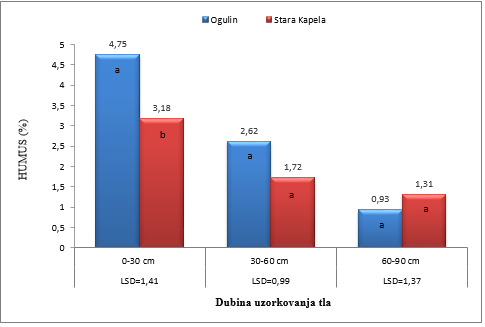 Ogulin Stara Kapela
HUMUS (%)
5
4,5
4
3,5
3
2,5
2
1,5
1
0,5
0
4,75
a
3,18
b
2,62
a
1,72
a
0,93
a
1,31
a
0-30 cm 30-60 cm 60-90 cm
LSD=1,41 LSD=0,99 LSD=1,37
Dubina uzorkovanja tla